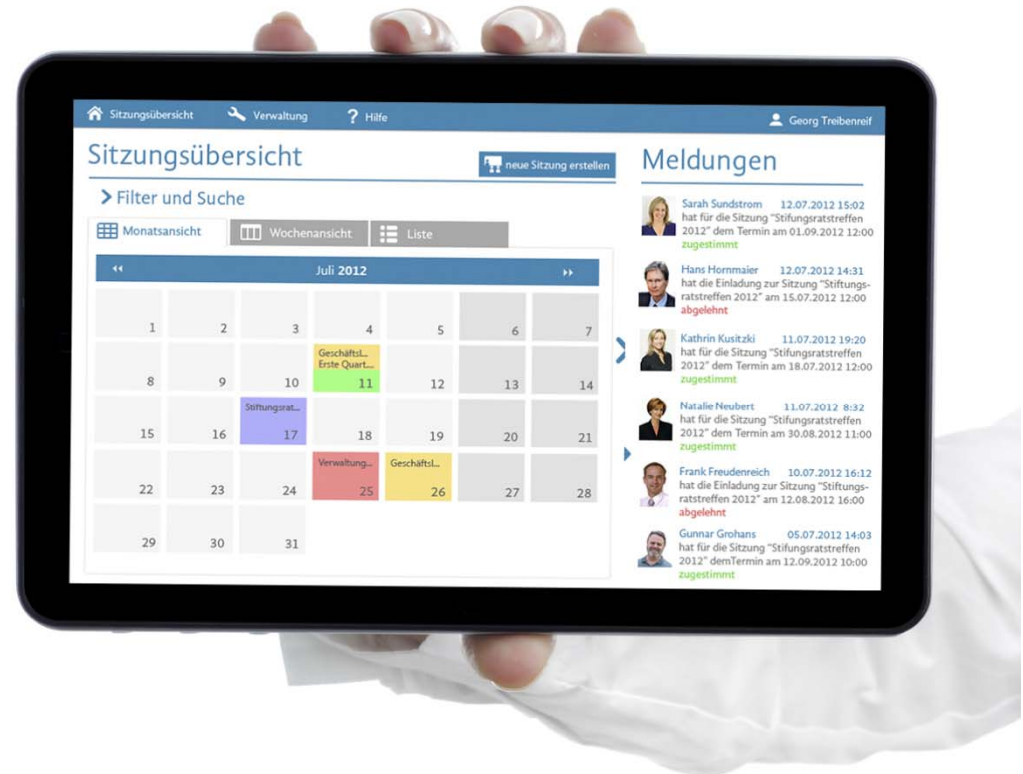 Sitzungsübersicht Verwaltung ? Hilfe Georg Treibenreif
Sitzungsübersicht
neue Sitzung erstellen
Filter und Suche
Monatsansicht Wochenansicht Liste
Juli 2012
1 2 3 4 5 6 7
Geschäftsl...
Erste Quart...
8 9 10 11 12 13 14
Stiftungsrat...
15 16 17 18 19 20 21
Verwaltung... Geschäftsl...
22 23 24 25 26 27 28
29 30 31
Meldungen
Sarah Sundstrom 12.07.2012 15:02
hat für die Sitzung "Stifungsratstreffen
2012" dem Termin am 01.09.2012 12:00
zugestimmt
Hans Hornmaier 12.07.2012 14:31
hat die Einladung zur Sitzung "Stiftungs-
ratstreffen 2012" am 15.07.2012 12:00
abgelehnt
Kathrin Kusitzki 11.07.2012 19:20
hat für die Sitzung "Stifungsratstreffen
2012" dem Termin am 18.07.2012 12:00
zugestimmt
Natalie Neubert 11.07.2012 8:32
hat für die Sitzung "Stifungsratstreffen
2012" dem Termin am 30.08.2012 11:00
zugestimmt
Frank Freudenreich 10.07.2012 16:12
hat die Einladung zur Sitzung "Stiftungs-
ratstreffen 2012" am 12.08.2012 16:00
abgelehnt
Gunnar Grohans 05.07.2012 14:03
hat für die Sitzung "Stifungsratstreffen
2012" demTermin am 12.09.2012 10:00
zugestimmt